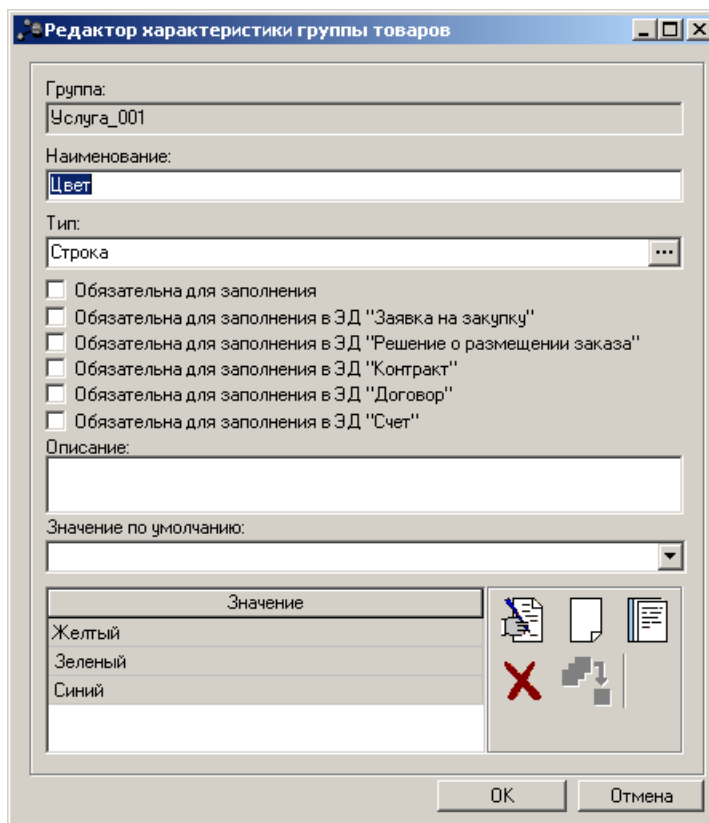 Редактор характеристики группы товаров
Группа:
Услуга_001
Наименование:
Цвет
Тип:
Строка
Обязательна для заполнения
Обязательна для заполнения в ЭД "Заявка на закупку"
Обязательна для заполнения в ЭД "Решение о размещении заказа"
Обязательна для заполнения в ЭД "Контракт"
Обязательна для заполнения в ЭД "Договор"
Обязательна для заполнения в ЭД "Счет"
Описание:
Значение по умолчанию:
Значение
Желтый
Зеленый
Синий
OK Отмена